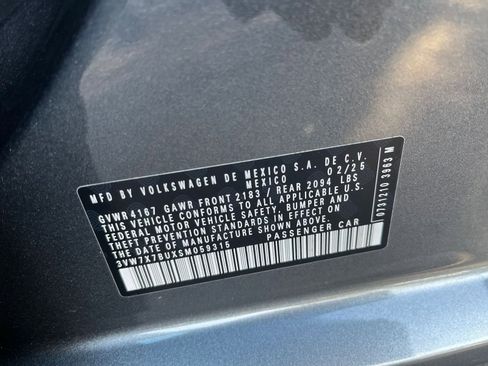 MFD BY VOLKSWAGEN DE MEXICO S.A. DE C.V.
MEXICO 02/25
GVWR 4167 GAWR FRONT 2183 / REAR 2094 LBS
THIS VEHICLE CONFORMS TO ALL APPLICABLE U.S.
FEDERAL MOTOR VEHICLE SAFETY, BUMPER AND
THEFT PREVENTION STANDARDS IN EFFECT ON
THE DATE OF MANUFACTURE SHOWN ABOVE.
3VW7X7BUXSM059315 PASSENGER CAR
0761210 3963 M